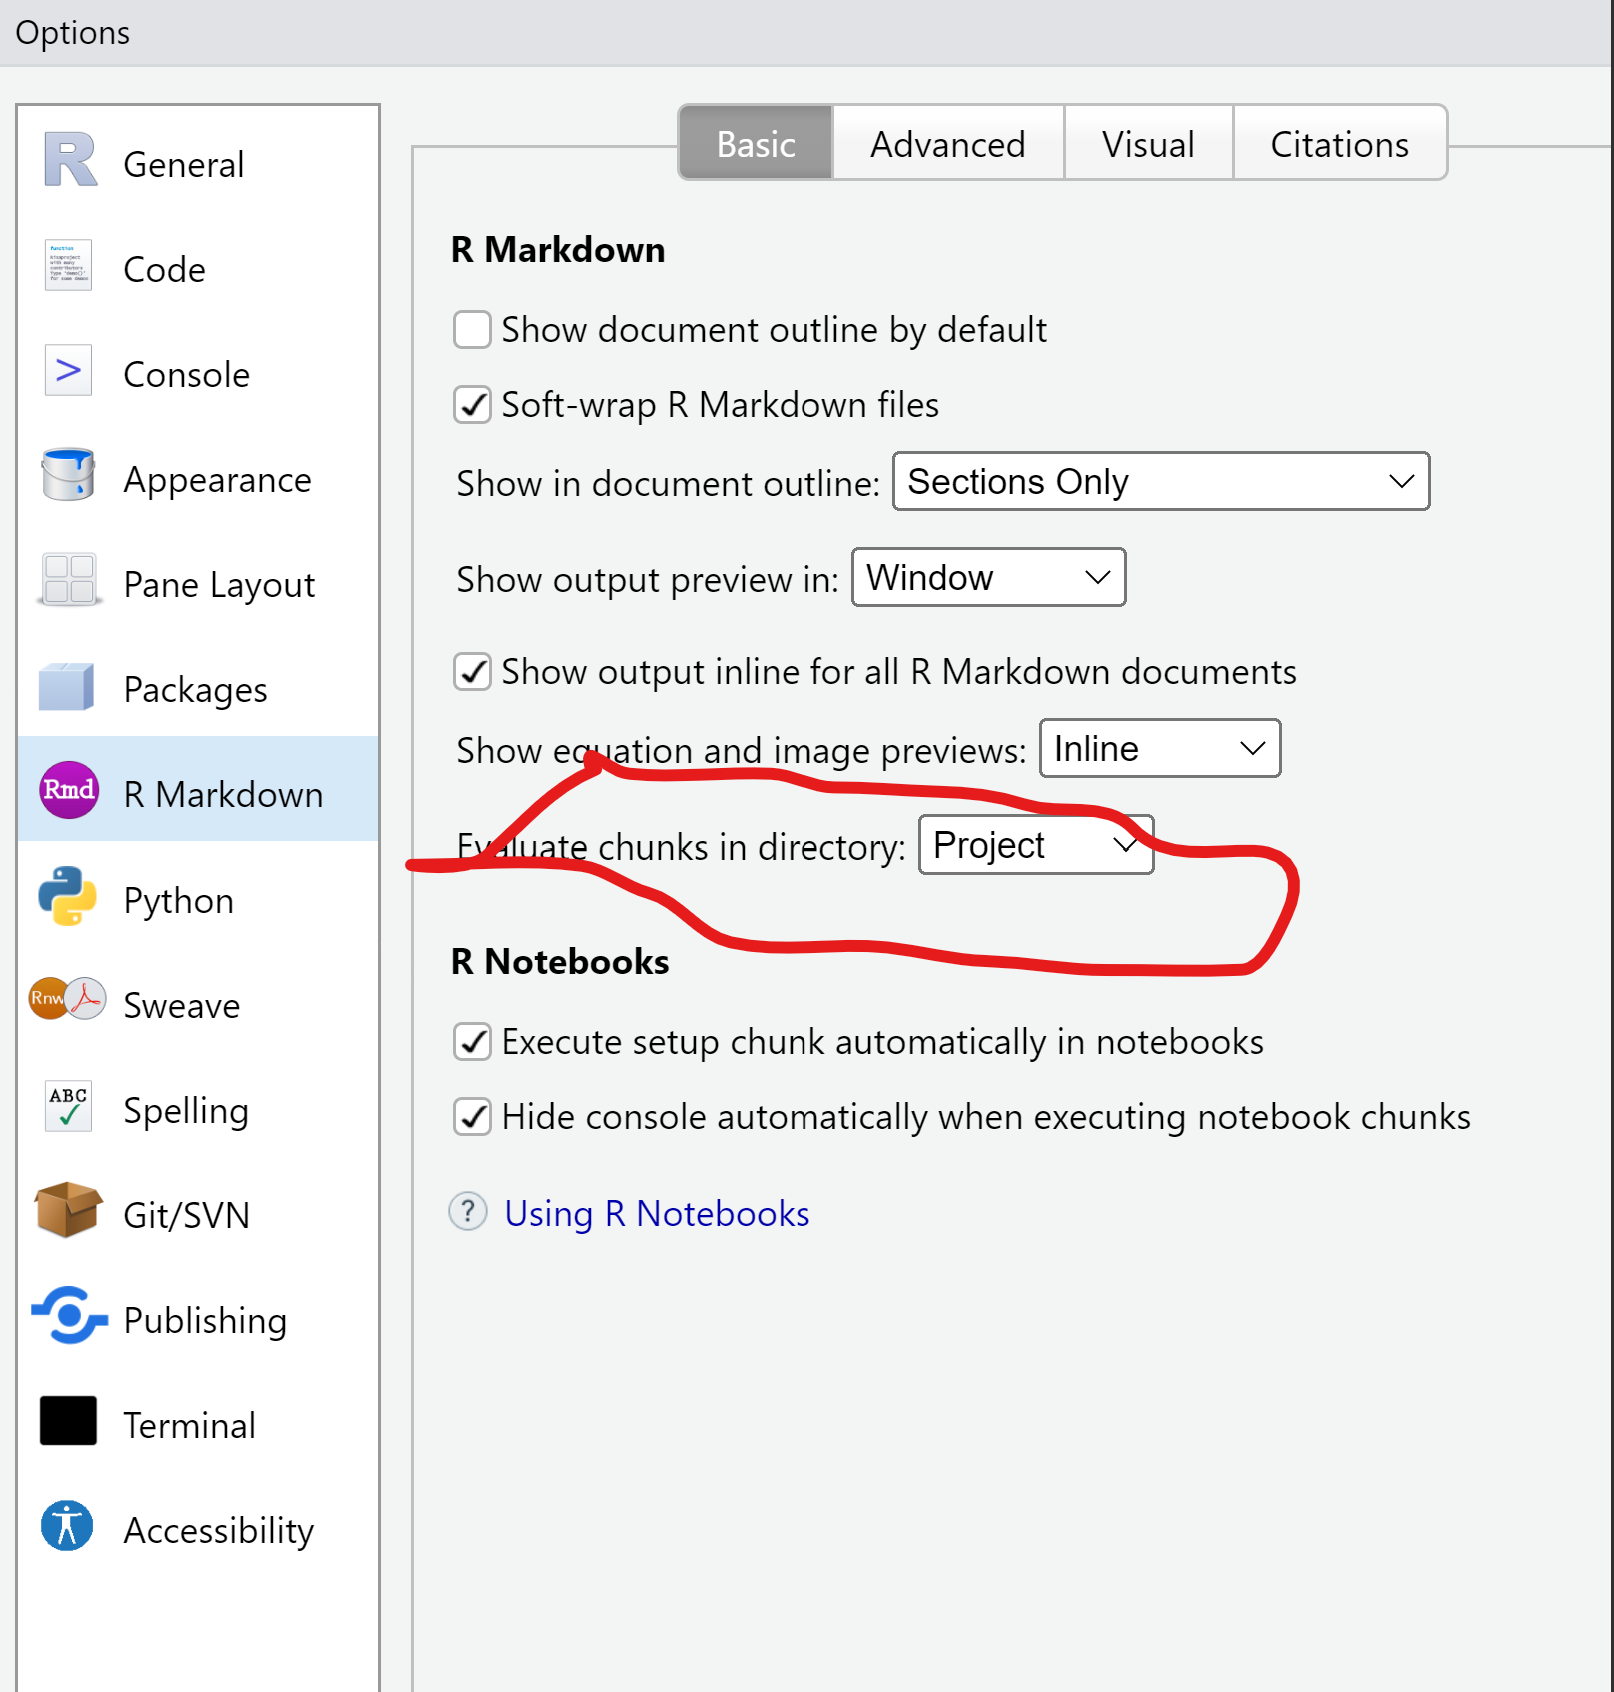 Options
General
Code
Console
Appearance
Pane Layout
Packages
Rmd R Markdown
Python
Rnw Sweave
ABC Spelling
Git/SVN
Publishing
Terminal
Accessibility
Basic Advanced Visual Citations
R Markdown
Show document outline by default
Soft-wrap R Markdown files
Show in document outline: Sections Only
Show output preview in: Window
Show output inline for all R Markdown documents
Show equation and image previews: Inline
Evaluate chunks in directory: Project
R Notebooks
Execute setup chunk automatically in notebooks
Hide console automatically when executing notebook chunks
? Using R Notebooks